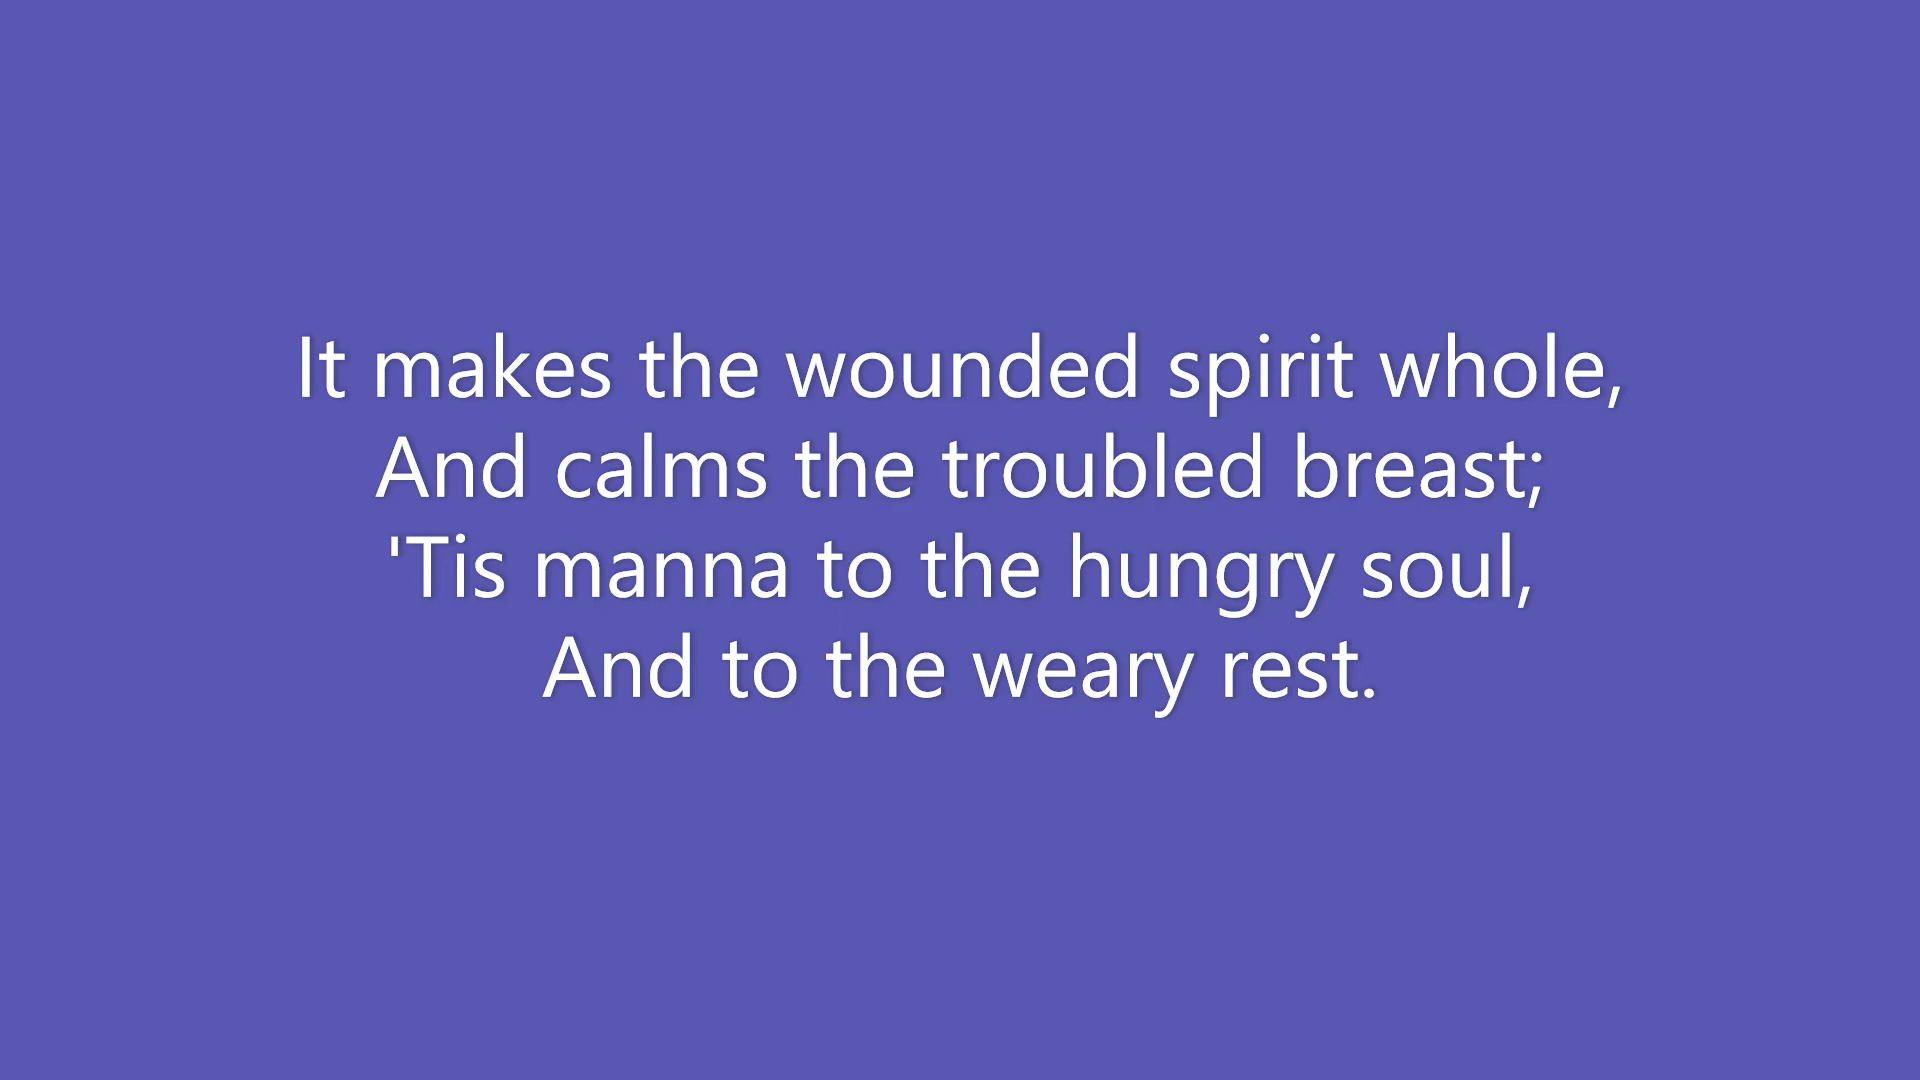 It makes the wounded spirit whole,
And calms the troubled breast;
'Tis manna to the hungry soul,
And to the weary rest.